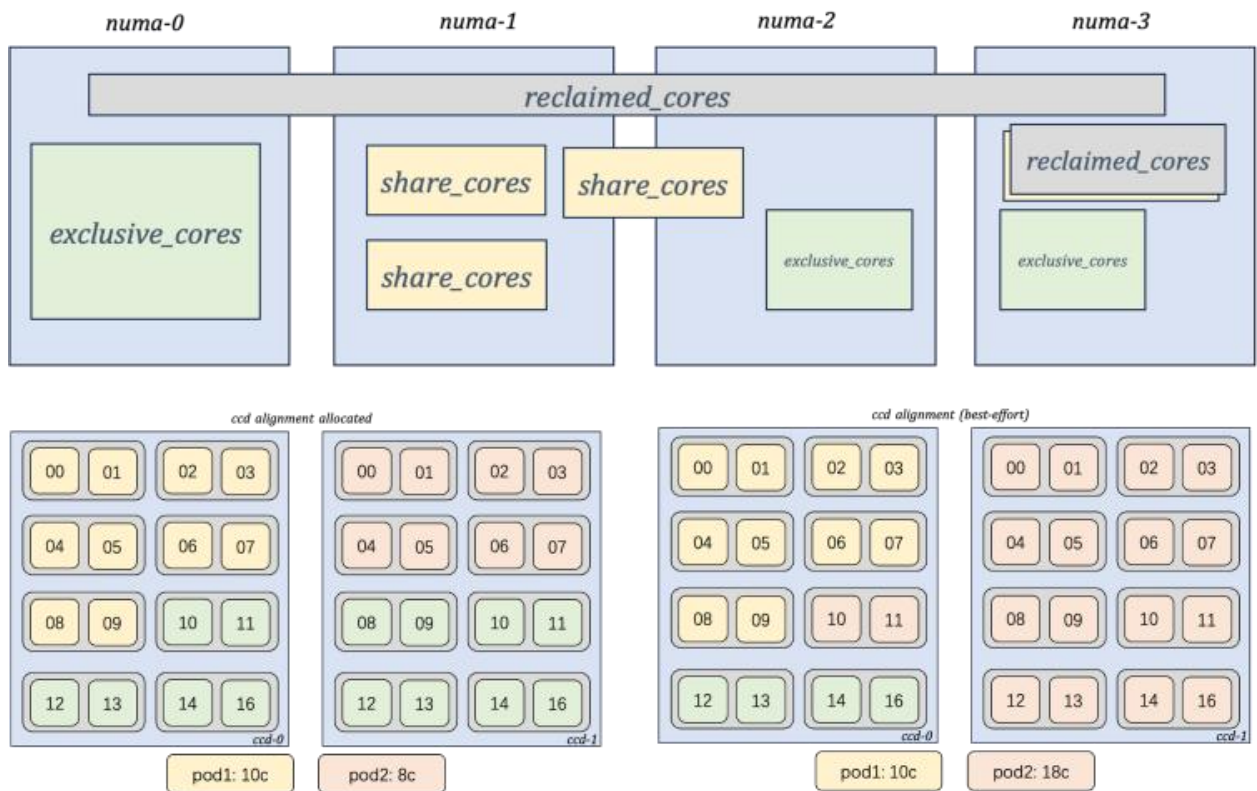 numa-0 numa-1 numa-2 numa-3
reclaimed_cores
exclusive_cores
share_cores
share_cores
share_cores
exclusive_cores
reclaimed_cores
exclusive_cores
ccd alignment allocated
00 01 02 03
04 05 06 07
08 09 10 11
12 13 14 16
ccd-0
00 01 02 03
04 05 06 07
08 09 10 11
12 13 14 16
ccd-1
pod1: 10c
pod2: 8c
ccd alignment (best-effort)
00 01 02 03
04 05 06 07
08 09 10 11
12 13 14 16
ccd-0
00 01 02 03
04 05 06 07
08 09 10 11
12 13 14 16
ccd-1
pod1: 10c
pod2: 18c